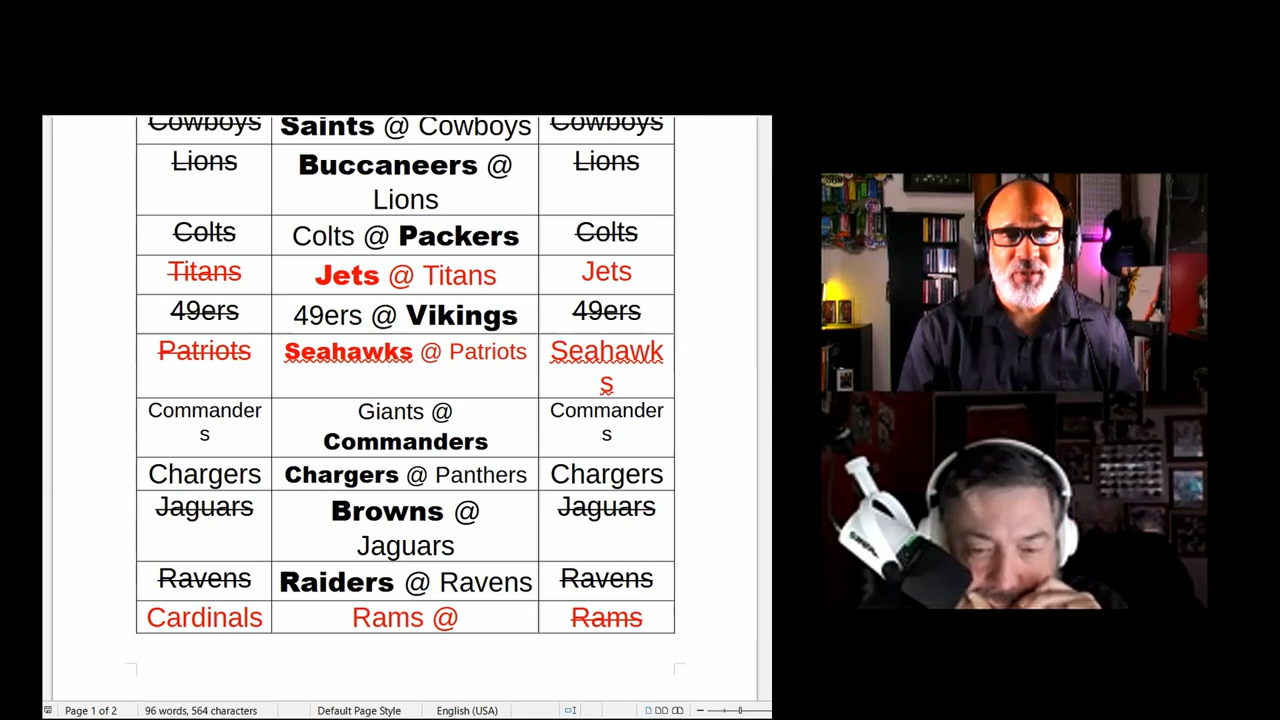 Cowboys Saints @ Cowboys Cowboys
Lions Buccaneers @ Lions
Lions
Colts Colts @ Packers Colts
Titans Jets @ Titans Jets
49ers 49ers @ Vikings 49ers
Patriots Seahawks @ Patriots Seahawk
s
Commander Giants @ Commander
s Commanders s
Chargers Chargers @ Panthers Chargers
Jaguars Browns @ Jaguars
Jaguars
Ravens Raiders @ Ravens Ravens
Cardinals Rams @ Rams
Page 1 of 2 96 words, 564 characters Default Page Style English (USA)